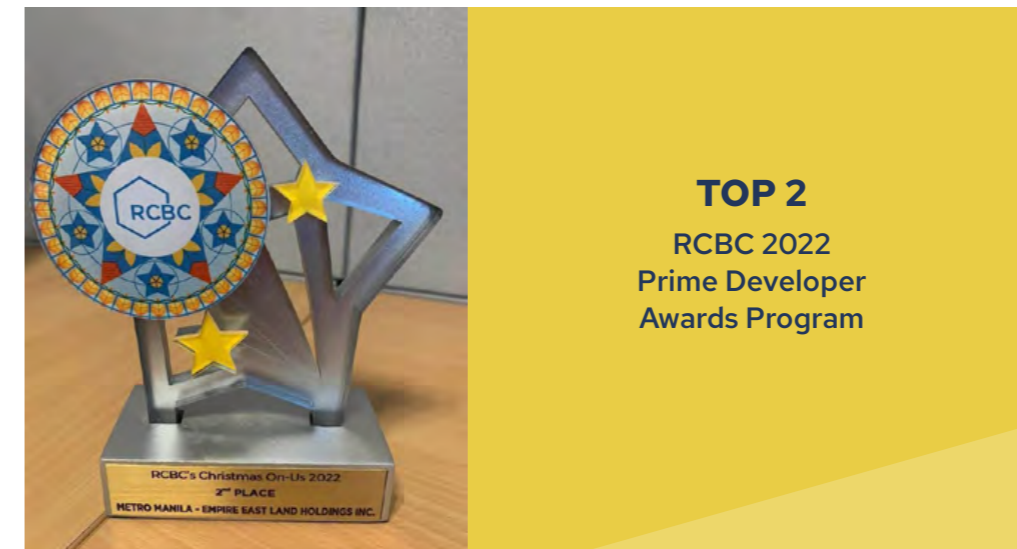 RCBC
RCBC's Christmas On-Us 2022
2ND PLACE
METRO MANILA - EMPIRE EAST LAND HOLDINGS INC.
TOP 2
RCBC 2022
Prime Developer
Awards Program